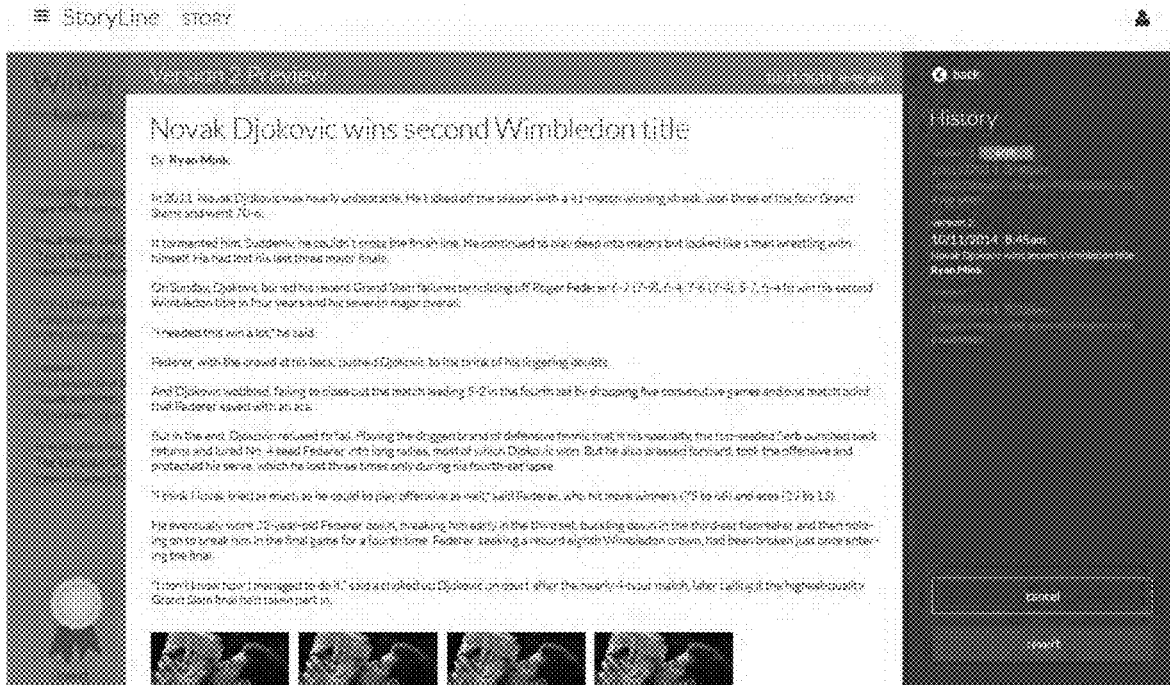 StoryLine STORY
Version 2 Preview
back
Novak Djokovic wins second Wimbledon title
By Ryan Mink
In 2011, Novak Djokovic was nearly unbeatable. He kicked off the season with a 41-match winning streak, won three of the four Grand
Slams and went 70-6.
It tormented him. Suddenly, he couldn't cross the finish line. He continued to play deep into majors but looked like a man wrestling with
himself. He had lost his last three major finals.
On Sunday, Djokovic buried his recent Grand Slam failures by holding off Roger Federer 6-7 (7-9), 6-4, 7-6 (7-4), 5-7, 6-4 to win his second
Wimbledon title in four years and his seventh major overall.
"I needed this win a lot," he said.
Federer, with the crowd at his back, pushed Djokovic to the brink of his lingering doubts.
And Djokovic wobbled, failing to close out the match leading 5-2 in the fourth set by dropping five consecutive games and one match point
that Federer saved with an ace.
But in the end, Djokovic refused to fail. Playing the dogged brand of defensive tennis that is his specialty, the top-seeded Serb punched back
returns and lured No. 4 seed Federer into long rallies, most of which Djokovic won. But he also pressed forward, took the offensive and
protected his serve, which he lost three times only during his fourth-set lapse.
"I think Novak tried as much as he could to play offensive as well," said Federer, who hit more winners (75 to 68) and aces (29 to 13).
He eventually wore 32-year-old Federer down, breaking him early in the third set, buckling down in the third-set tiebreaker and then hold-
ing on to break him in the final game for a fourth time. Federer, seeking a record eighth Wimbledon crown, had been broken just once enter-
ing the final.
"I don't know how I managed to do it," said a choked up Djokovic on court after the nearly 4-hour match, later calling it the highest-quality
Grand Slam final he'd taken part in.
History
version 2
10/11/2014 8:45am
Novak Djokovic wins second Wimbledon title
Ryan Mink
cancel
revert